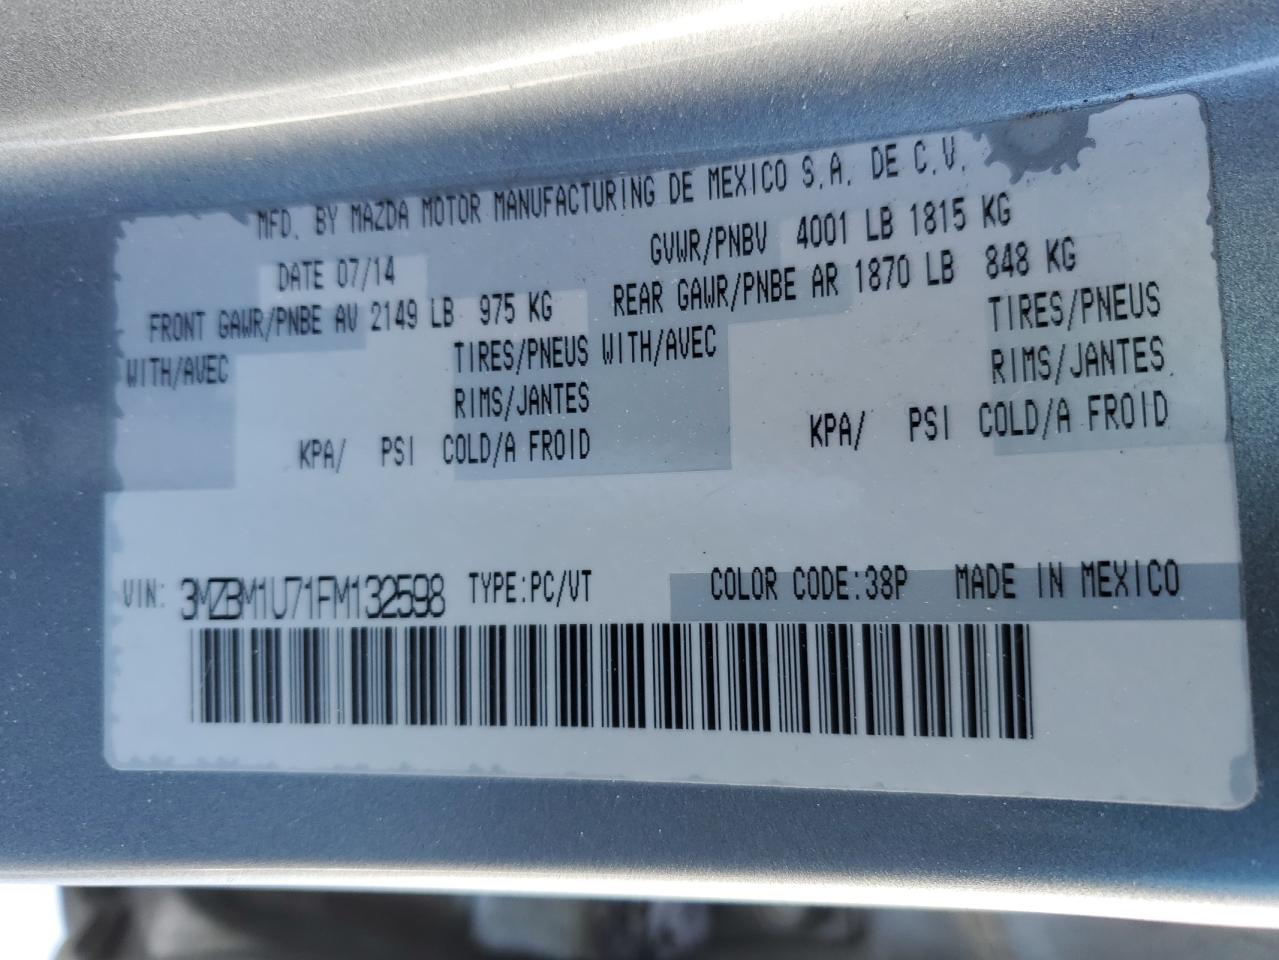 MFD. BY MAZDA MOTOR MANUFACTURING DE MEXICO S.A. DE C.V.
DATE 07/14 GVWR/PNBV 4001 LB 1815 KG
FRONT GAWR/PNBE AV 2149 LB 975 KG REAR GAWR/PNBE AR 1870 LB 848 KG
WITH/AVEC TIRES/PNEUS WITH/AVEC TIRES/PNEUS
RIMS/JANTES RIMS/JANTES
KPA/ PSI COLD/A FROID KPA/ PSI COLD/A FROID
VIN: 3MZBM1U71FM132598 TYPE:PC/VT COLOR CODE:38P MADE IN MEXICO